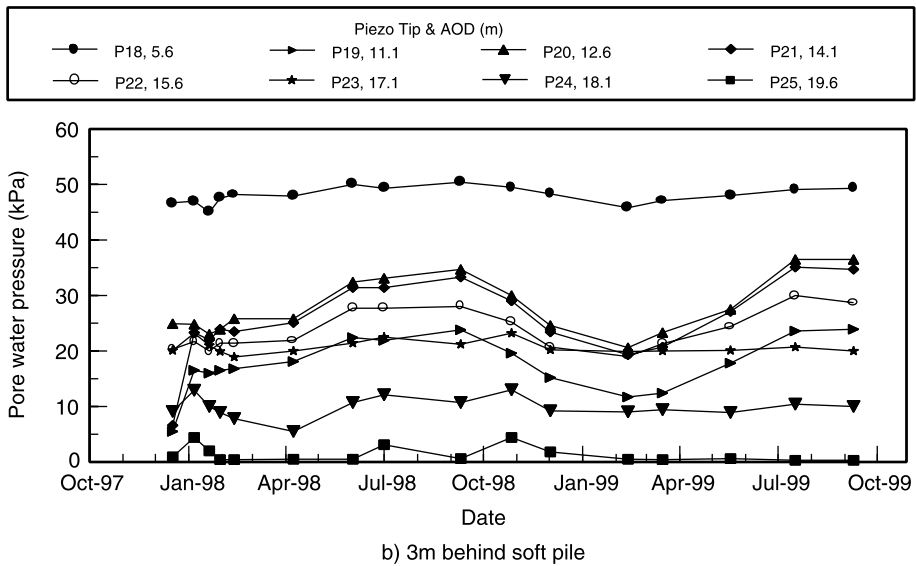 Piezo Tip & AOD (m)
P18, 5.6 P19, 11.1 P20, 12.6 P21, 14.1
P22, 15.6 P23, 17.1 P24, 18.1 P25, 19.6
60
50
40
30
20
10
0
Pore water pressure (kPa)
Oct-97 Jan-98 Apr-98 Jul-98 Oct-98 Jan-99 Apr-99 Jul-99 Oct-99
Date
b) 3m behind soft pile